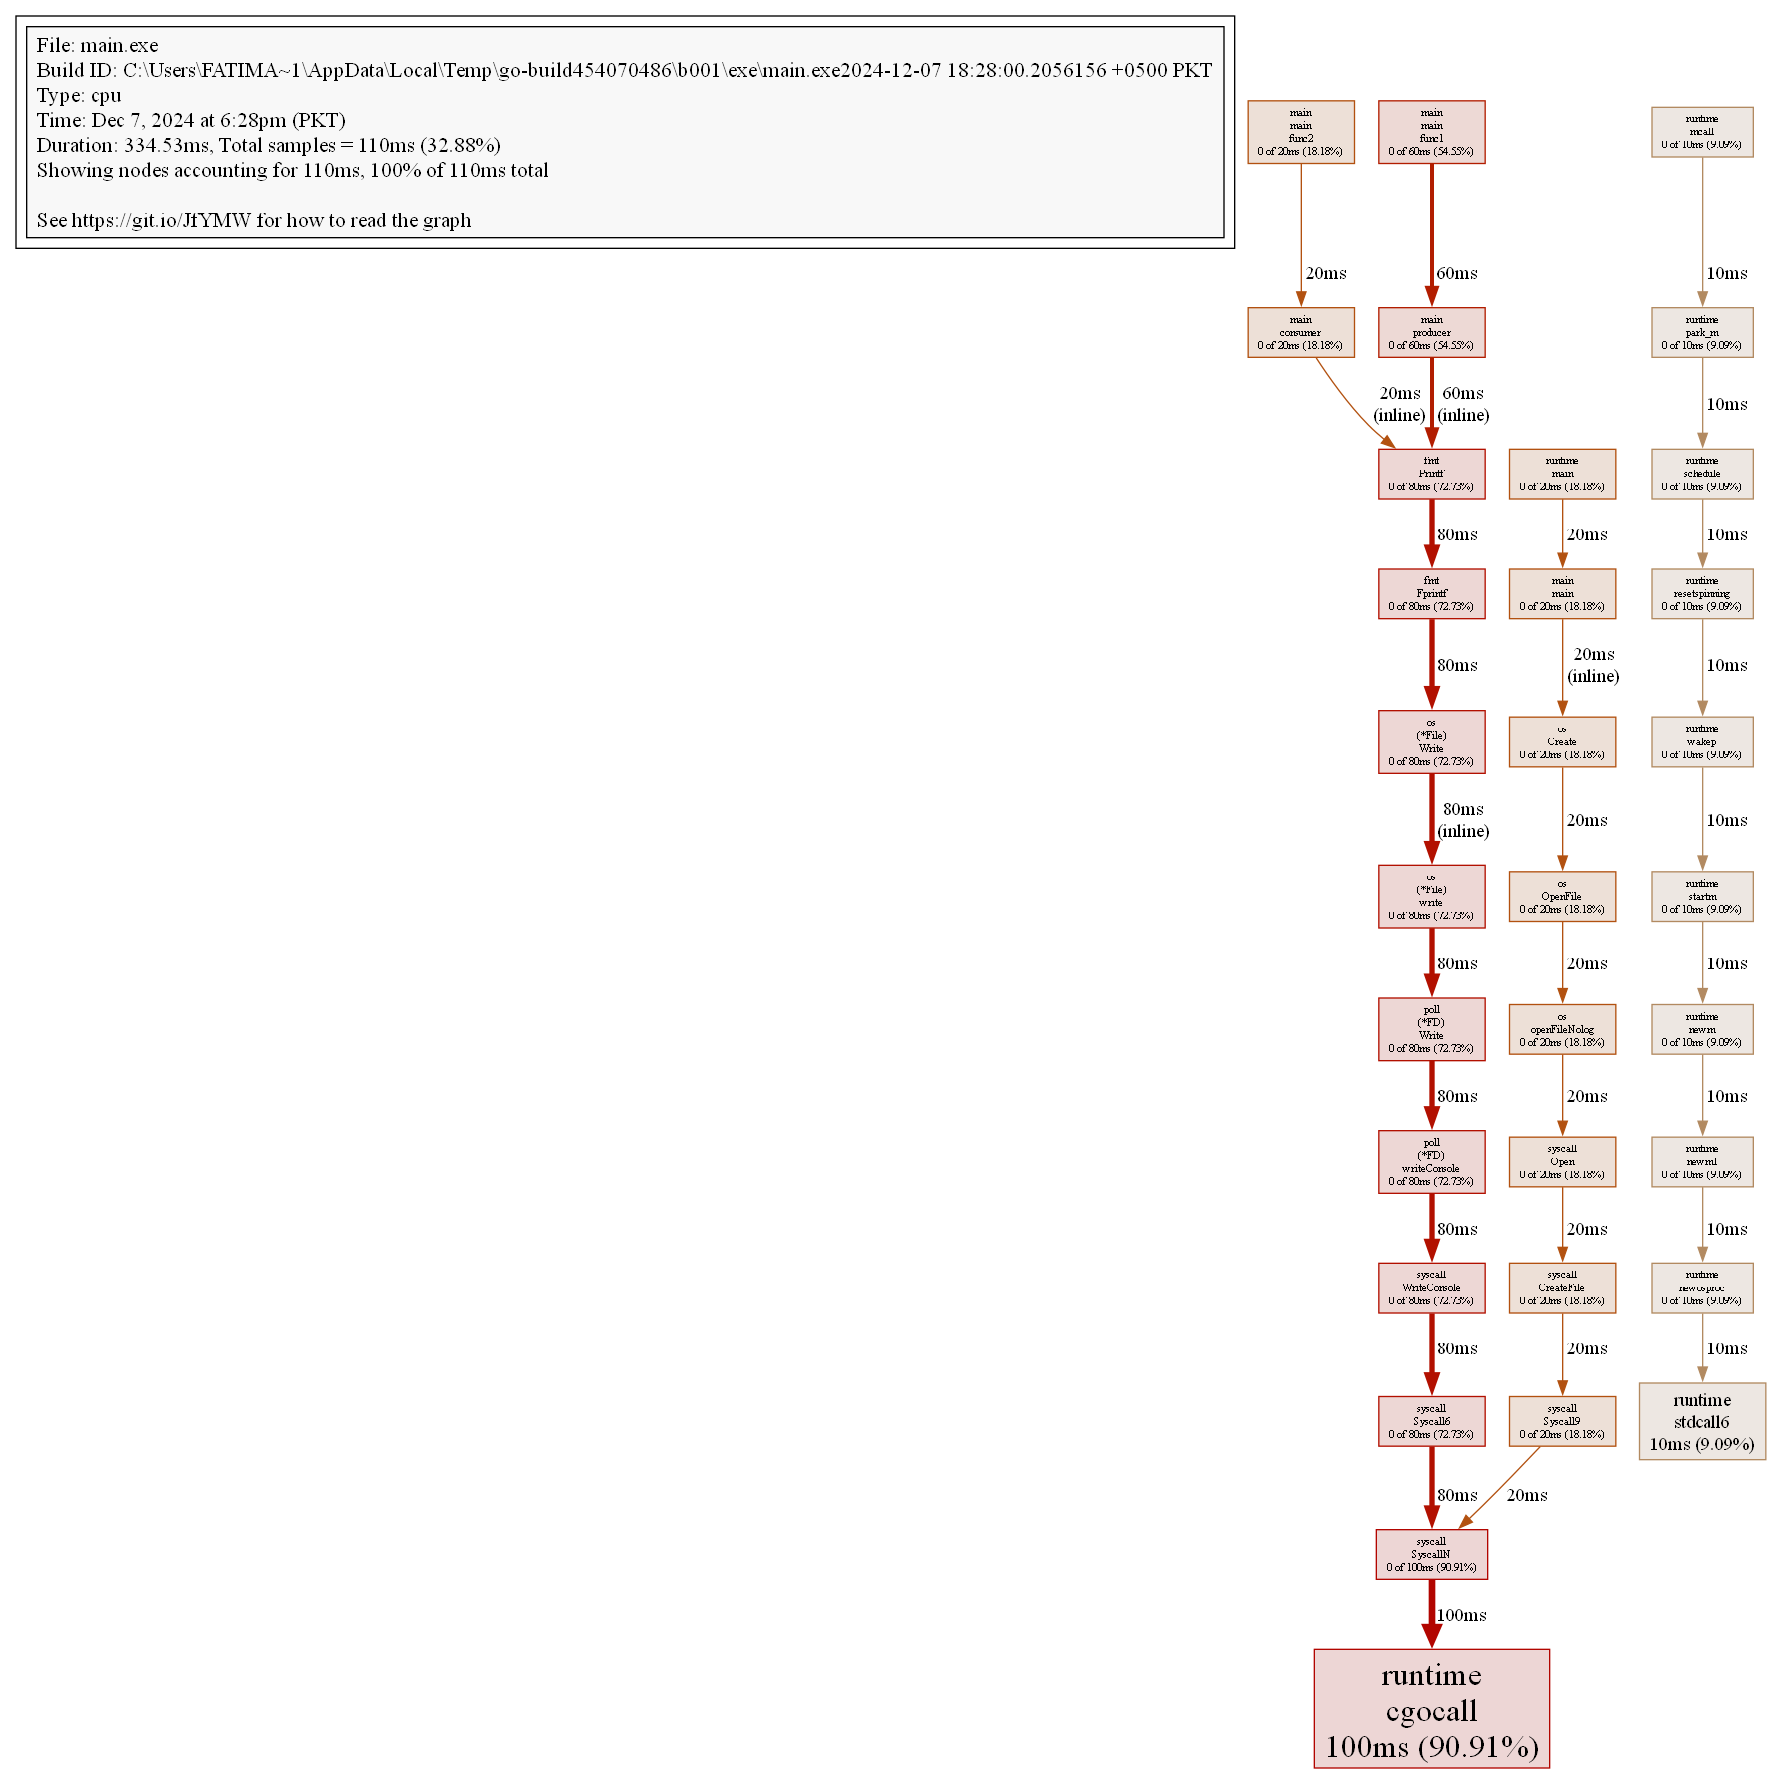 File: main.exe
Build ID: C:\Users\FATIMA~1\AppData\Local\Temp\go-build454070486\b001\exe\main.exe2024-12-07 18:28:00.2056156 +0500 PKT
Type: cpu
Time: Dec 7, 2024 at 6:28pm (PKT)
Duration: 334.53ms, Total samples = 110ms (32.88%)
Showing nodes accounting for 110ms, 100% of 110ms total
See https://git.io/JfYMW for how to read the graph
main
main
func2
0 of 20ms (18.18%)
main
main
func1
0 of 60ms (54.55%)
runtime
mcall
0 of 10ms (9.09%)
20ms
60ms
10ms
main
consumer
0 of 20ms (18.18%)
main
producer
0 of 60ms (54.55%)
runtime
park_m
0 of 10ms (9.09%)
20ms
(inline)
60ms
(inline)
10ms
fmt
Printf
0 of 80ms (72.73%)
runtime
main
0 of 20ms (18.18%)
runtime
schedule
0 of 10ms (9.09%)
80ms
20ms
10ms
fmt
Fprintf
0 of 80ms (72.73%)
main
main
0 of 20ms (18.18%)
runtime
resetspinning
0 of 10ms (9.09%)
80ms
20ms
(inline)
10ms
os
(*File)
Write
0 of 80ms (72.73%)
os
Create
0 of 20ms (18.18%)
runtime
wakep
0 of 10ms (9.09%)
80ms
(inline)
20ms
10ms
os
(*File)
write
0 of 80ms (72.73%)
os
OpenFile
0 of 20ms (18.18%)
runtime
startm
0 of 10ms (9.09%)
80ms
20ms
10ms
poll
(*FD)
Write
0 of 80ms (72.73%)
os
openFileNolog
0 of 20ms (18.18%)
runtime
newm
0 of 10ms (9.09%)
80ms
20ms
10ms
poll
(*FD)
writeConsole
0 of 80ms (72.73%)
syscall
Open
0 of 20ms (18.18%)
runtime
newm1
0 of 10ms (9.09%)
80ms
20ms
10ms
syscall
WriteConsole
0 of 80ms (72.73%)
syscall
CreateFile
0 of 20ms (18.18%)
runtime
newosproc
0 of 10ms (9.09%)
80ms
20ms
10ms
syscall
Syscall6
0 of 80ms (72.73%)
syscall
Syscall9
0 of 20ms (18.18%)
runtime
stdcall6
10ms (9.09%)
80ms
20ms
syscall
SyscallN
0 of 100ms (90.91%)
100ms
runtime
cgocall
100ms (90.91%)